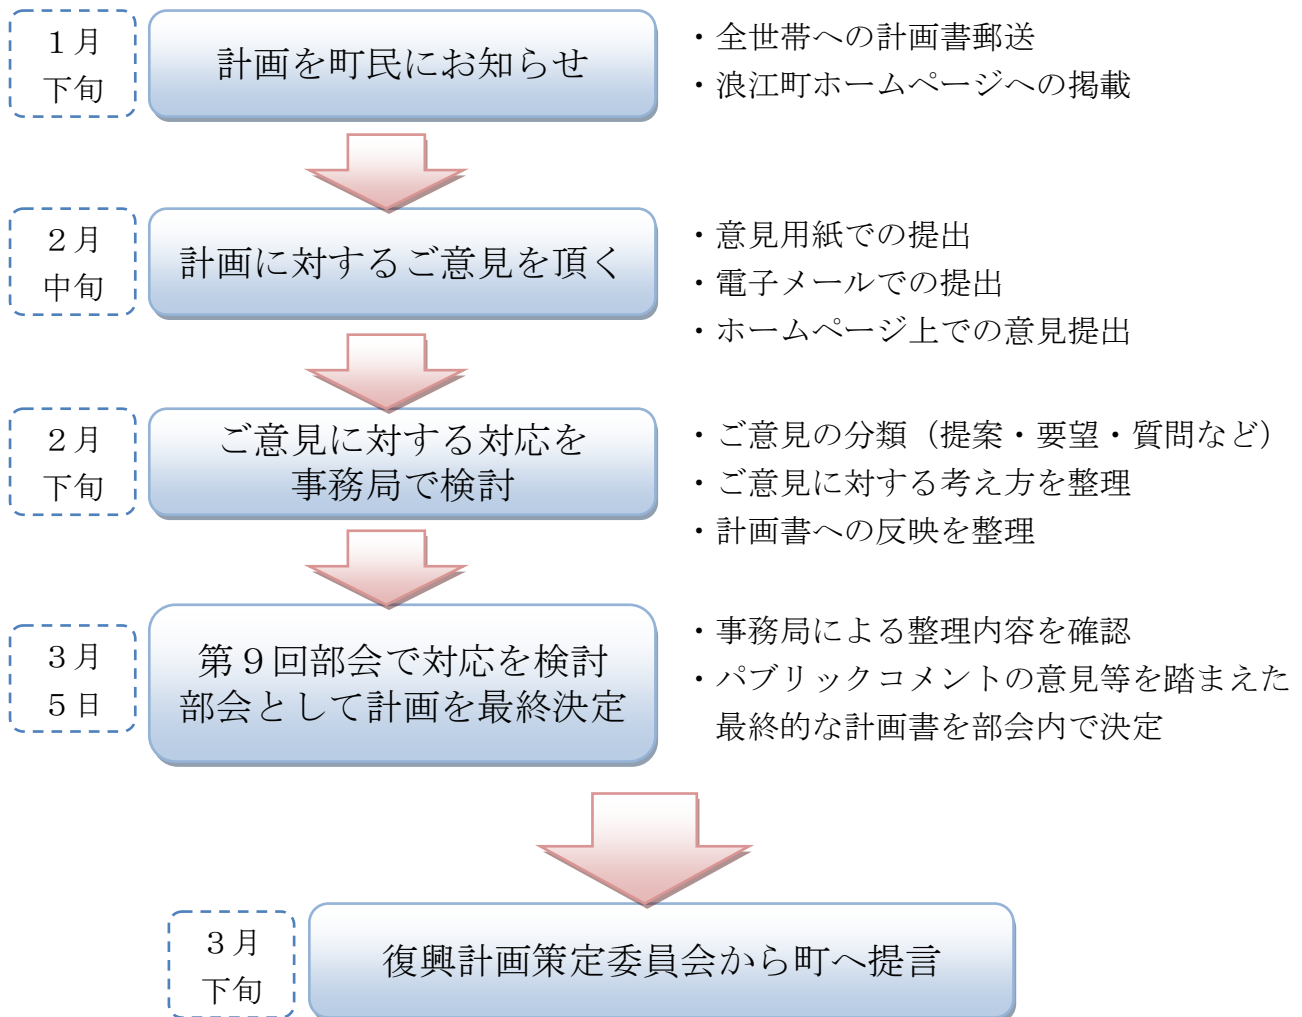 １月
下旬
計画を町民にお知らせ
・全世帯への計画書郵送
・浪江町ホームページへの掲載
２月
中旬
計画に対するご意見を頂く
・意見用紙での提出
・電子メールでの提出
・ホームページ上での意見提出
２月
下旬
ご意見に対する対応を
事務局で検討
・ご意見の分類（提案・要望・質問など）
・ご意見に対する考え方を整理
・計画書への反映を整理
３月
５日
第９回部会で対応を検討
部会として計画を最終決定
・事務局による整理内容を確認
・パブリックコメントの意見等を踏まえた
最終的な計画書を部会内で決定
３月
下旬
復興計画策定委員会から町へ提言